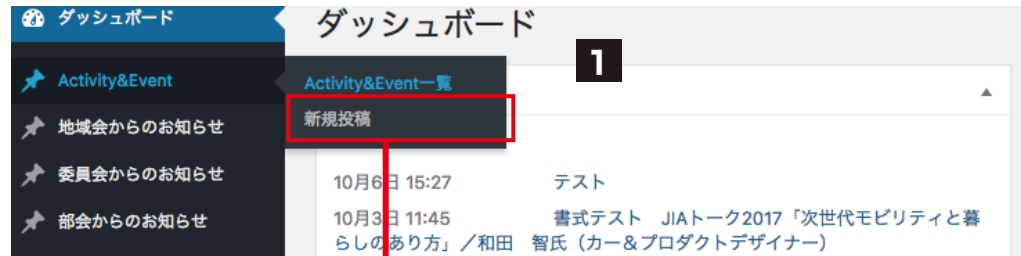 ダッシュボード
ダッシュボード
1
Activity&Event
Activity&Event一覧
新規投稿
地域会からのお知らせ
委員会からのお知らせ
部会からのお知らせ
10月6日 15:27 テスト
10月3日 11:45 書式テスト　JIAトーク2017「次世代モビリティと暮
らしのあり方」／和田　智氏（カー＆プロダクトデザイナー）